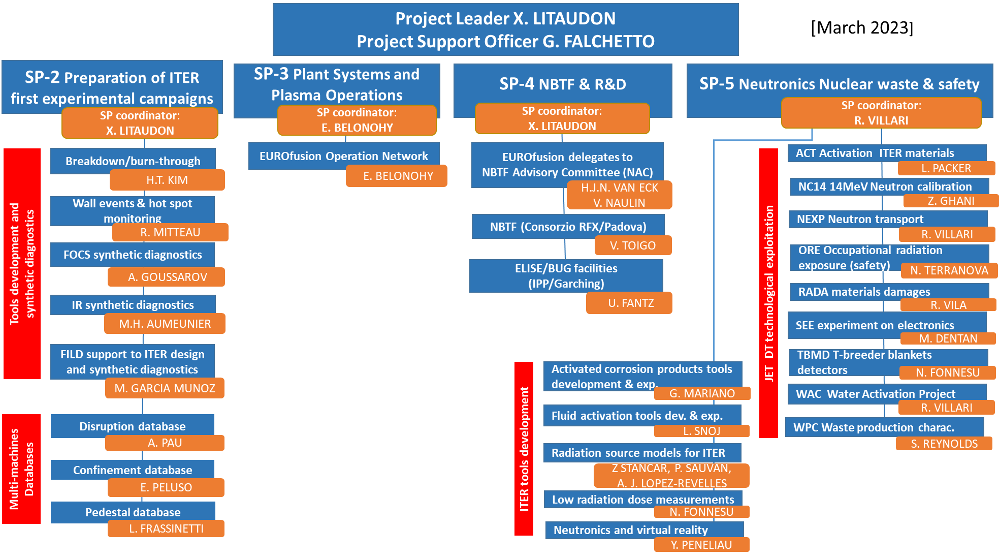 Project Leader X. LITAUDON
Project Support Officer G. FALCHETTO
[March 2023]
SP-2 Preparation of ITER
first experimental campaigns
SP coordinator:
X. LITAUDON
Tools development and
synthetic diagnostics
Breakdown/burn-through
H.T. KIM
Wall events & hot spot
monitoring
R. MITTEAU
FOCS synthetic diagnostics
A. GOUSSAROV
IR synthetic diagnostics
M.H. AUMEUNIER
FILD support to ITER design
and synthetic diagnostics
M. GARCIA MUNOZ
Multi-machines
Databases
Disruption database
A. PAU
Confinement database
E. PELUSO
Pedestal database
L. FRASSINETTI
SP-3 Plant Systems and
Plasma Operations
SP coordinator:
E. BELONOHY
EUROfusion Operation Network
E. BELONOHY
SP-4 NBTF & R&D
SP coordinator:
X. LITAUDON
EUROfusion delegates to
NBTF Advisory Committee (NAC)
H.J.N. VAN ECK
V. NAULIN
NBTF (Consorzio RFX/Padova)
V. TOIGO
ELISE/BUG facilities
(IPP/Garching)
U. FANTZ
SP-5 Neutronics Nuclear waste & safety
SP coordinator:
R. VILLARI
ITER tools development
Activated corrosion products tools
development & exp.
G. MARIANO
Fluid activation tools dev. & exp.
L. SNOJ
Radiation source models for ITER
Z STANCAR, P. SAUVAN,
A. J. LOPEZ-REVELLES
Low radiation dose measurements
N. FONNESU
Neutronics and virtual reality
Y. PENELIAU
JET DT technological exploitation
ACT Activation ITER materials
L. PACKER
NC14 14MeV Neutron calibration
Z. GHANI
NEXP Neutron transport
R. VILLARI
ORE Occupational radiation
exposure (safety)
N. TERRANOVA
RADA materials damages
R. VILA
SEE experiment on electronics
M. DENTAN
TBMD T-breeder blankets
detectors
N. FONNESU
WAC Water Activation Project
R. VILLARI
WPC Waste production charac.
S. REYNOLDS